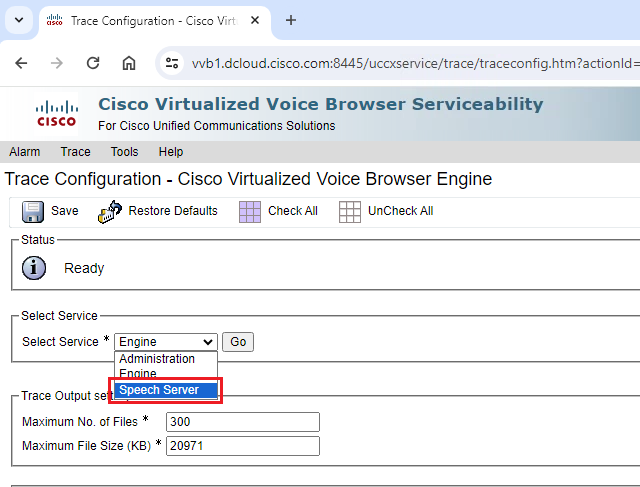 Trace Configuration - Cisco Virtu
vvb1.dcloud.cisco.com:8445/uccxservice/trace/traceconfig.htm?actionId=
CISCO
Cisco Virtualized Voice Browser Serviceability
For Cisco Unified Communications Solutions
Alarm Trace Tools Help
Trace Configuration - Cisco Virtualized Voice Browser Engine
Save Restore Defaults Check All UnCheck All
Status
Ready
Select Service
Select Service * Engine Go
Administration
Engine
Speech Server
Trace Output set
Maximum No. of Files * 300
Maximum File Size (KB) * 20971